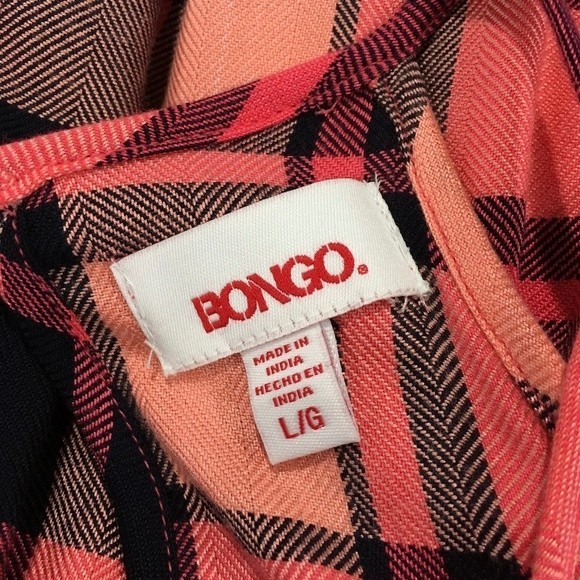 BONGO®
MADE IN
INDIA
HECHO EN
INDIA
L/G